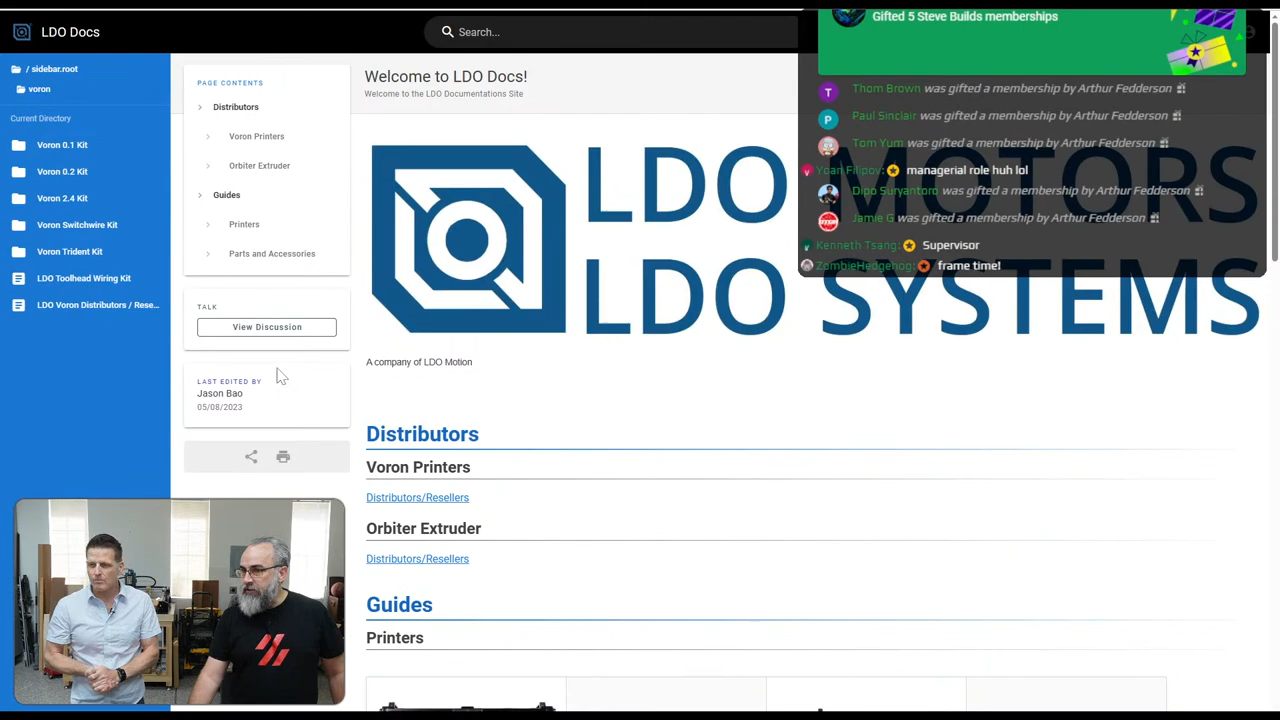 LDO Docs
Search...
/ sidebar.root
voron
Current Directory
Voron 0.1 Kit
Voron 0.2 Kit
Voron 2.4 Kit
Voron Switchwire Kit
Voron Trident Kit
LDO Toolhead Wiring Kit
LDO Voron Distributors / Rese...
PAGE CONTENTS
Distributors
Voron Printers
Orbiter Extruder
Guides
Printers
Parts and Accessories
TALK
View Discussion
LAST EDITED BY
Jason Bao
05/08/2023
Welcome to LDO Docs!
Welcome to the LDO Documentations Site
LDO MOTORS
LDO SYSTEMS
A company of LDO Motion
Distributors
Voron Printers
Distributors/Resellers
Orbiter Extruder
Distributors/Resellers
Guides
Printers
Gifted 5 Steve Builds memberships
Thom Brown was gifted a membership by Arthur Fedderson
Paul Sinclair was gifted a membership by Arthur Fedderson
Tom Yum was gifted a membership by Arthur Fedderson
Yoan Filipov: managerial role huh lol
Dipo Suryantoro was gifted a membership by Arthur Fedderson
Jamie G was gifted a membership by Arthur Fedderson
Kenneth Tsang: Supervisor
ZombieHedgehog: frame time!